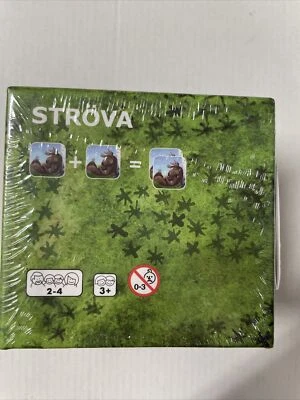 STRÖVA
+ =
2-4
3+
0-3